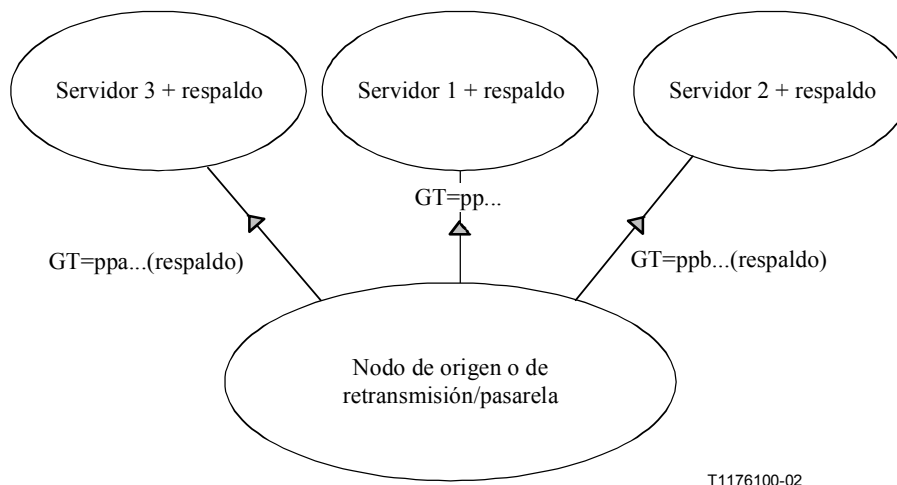 Servidor 3 + respaldo
Servidor 1 + respaldo
Servidor 2 + respaldo
GT=pp...
GT=ppa...(respaldo)
GT=ppb...(respaldo)
Nodo de origen o de
retransmisión/pasarela
T1176100-02